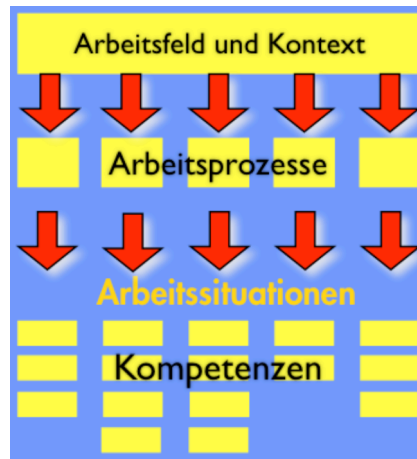 Arbeitsfeld und Kontext
Arbeitsprozesse
Arbeitssituationen
Kompetenzen